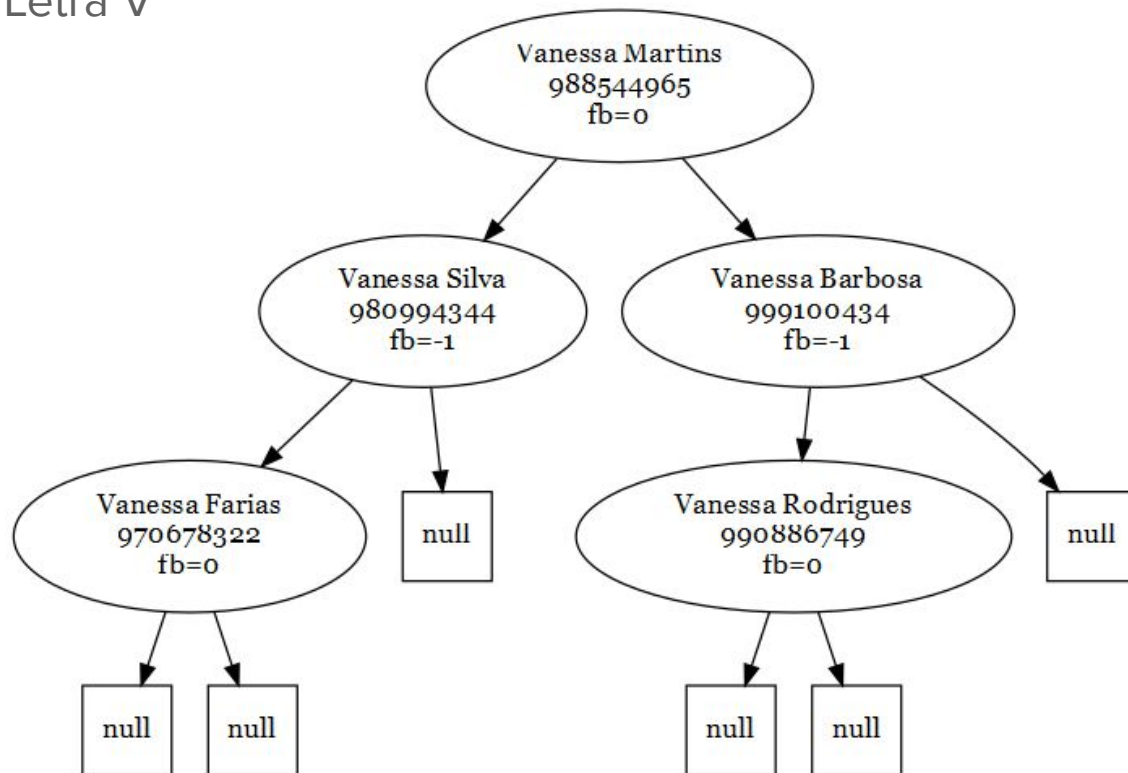 Letra V
Vanessa Martins
988544965
fb=0
Vanessa Silva
980994344
fb=-1
Vanessa Barbosa
999100434
fb=-1
Vanessa Farias
970678322
fb=0
null
Vanessa Rodrigues
990886749
fb=0
null
null
null
null
null